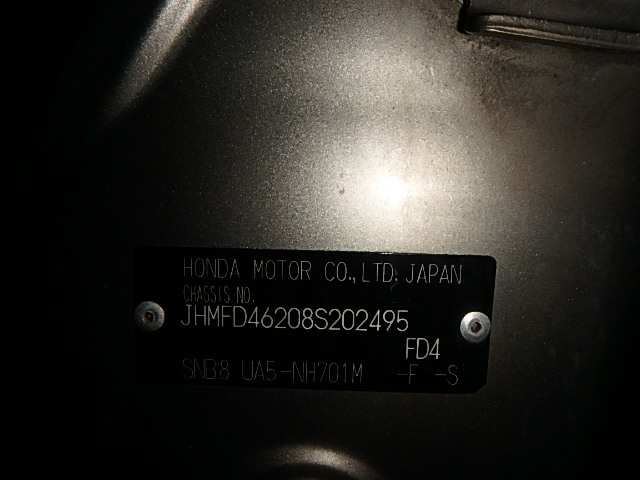 HONDA MOTOR CO.,LTD. JAPAN
CHASSIS NO.
JHMFD46208S202495
FD4
SNB8 UA5-NH701M -F -S